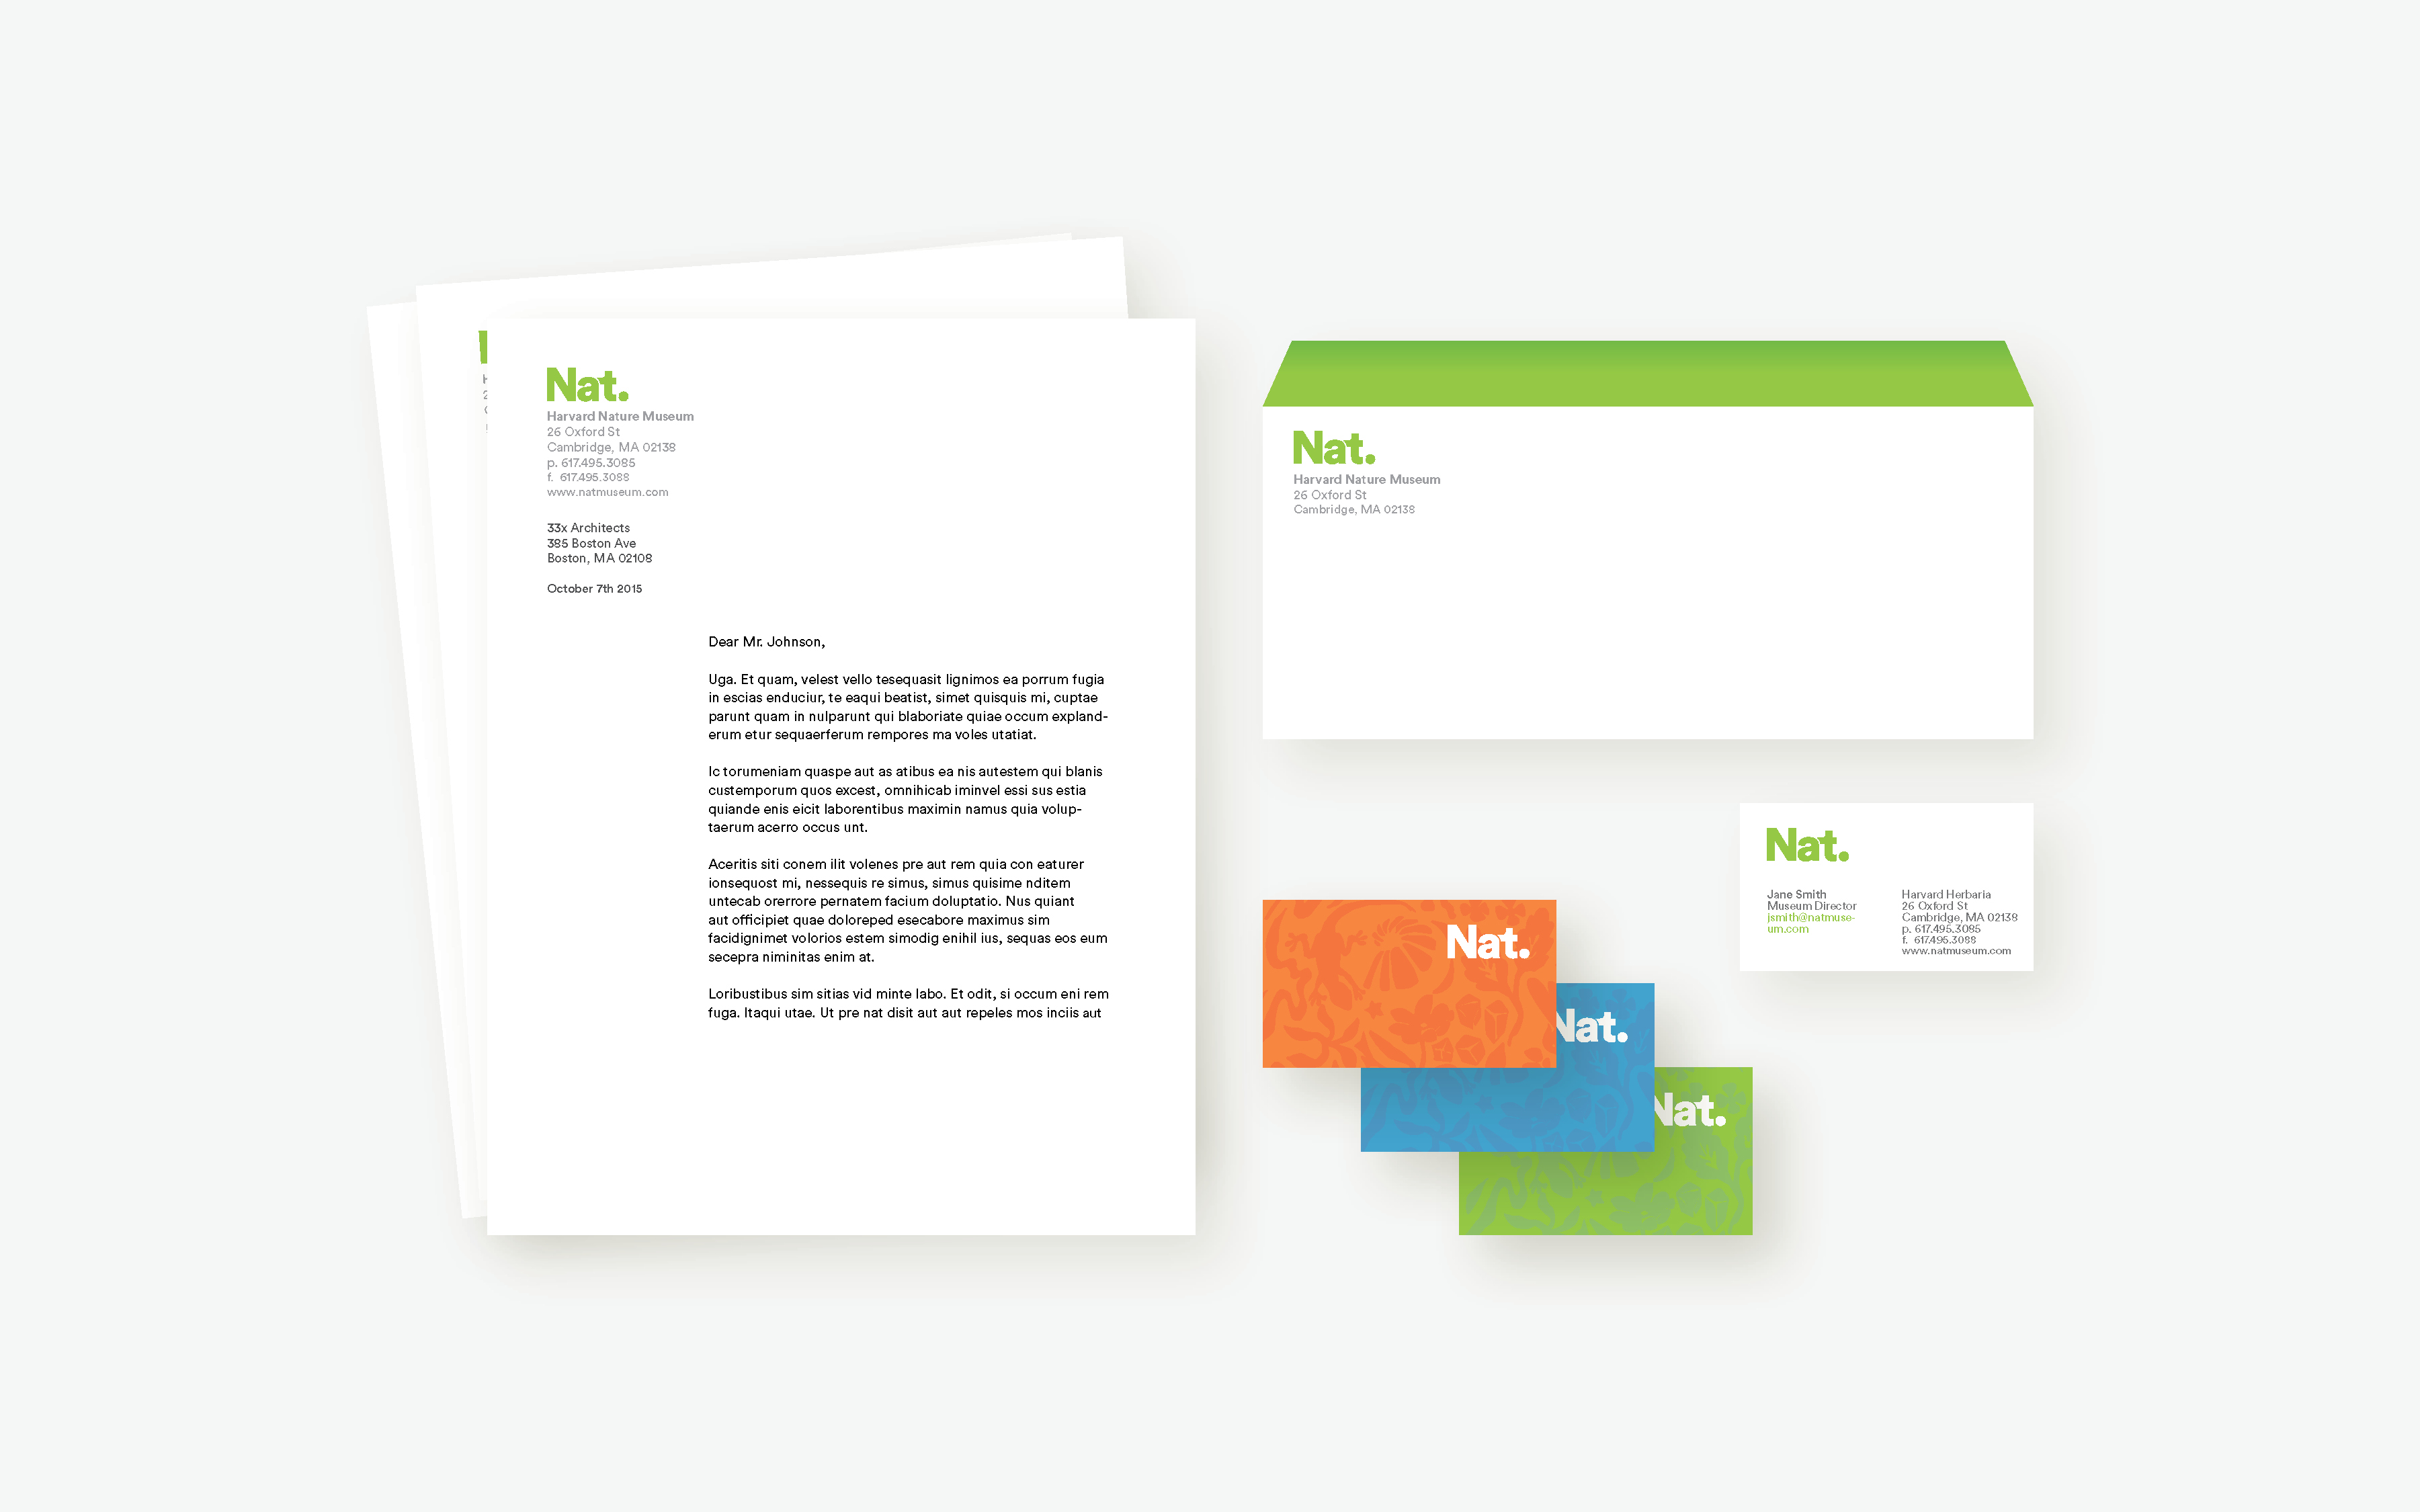 Nat.
Harvard Nature Museum
26 Oxford St
Cambridge, MA 02138
p. 617.495.3085
f. 617.495.3088
www.natmuseum.com
33x Architects
385 Boston Ave
Boston, MA 02108
October 7th 2015
Dear Mr. Johnson,
Uga. Et quam, velest vello tesequasit lignimos ea porrum fugia
in escias enduciur, te eaqui beatist, simet quisquis mi, cuptae
parunt quam in nulparunt qui blaboriate quiae occum expland-
erum etur sequaerferum rempores ma voles utatiat.
Ic torumeniam quaspe aut as atibus ea nis autestem qui blanis
custemporum quos excest, omnihicab iminvel essi sus estia
quiande enis eicit laborentibus maximin namus quia volup-
taerum acerro occus unt.
Aceritis siti conem ilit volenes pre aut rem quia con eaturer
ionsequost mi, nessequis re simus, simus quisime nditem
untecab orerrore pernatem facium doluptatio. Nus quiant
aut officipiet quae doloreped esecabore maximus sim
facidignimet volorios estem simodig enihil ius, sequas eos eum
secepra niminitas enim at.
Loribustibus sim sitias vid minte labo. Et odit, si occum eni rem
fuga. Itaqui utae. Ut pre nat disit aut aut repeles mos inciis aut
Nat.
Harvard Nature Museum
26 Oxford St
Cambridge, MA 02138
Nat.
Jane Smith
Museum Director
jsmith@natmuse-
um.com
Harvard Herbaria
26 Oxford St
Cambridge, MA 02138
p. 617.495.3085
f. 617.495.3088
www.natmuseum.com
Nat.
Nat.
Nat.